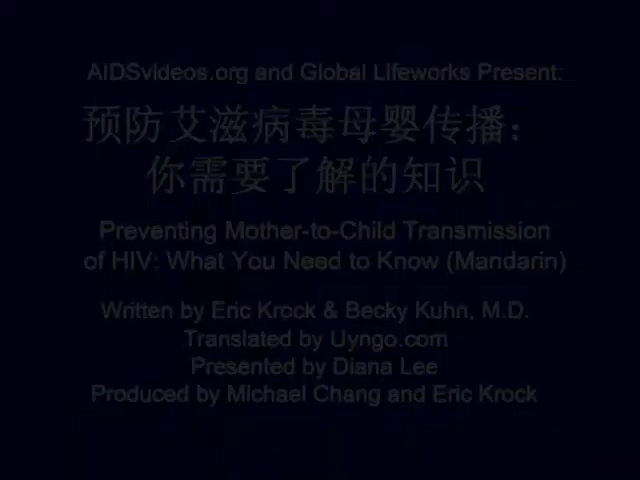 AIDSvideos.org and Global Lifeworks Present:
预防艾滋病毒母婴传播：
你需要了解的知识
Preventing Mother-to-Child Transmission
of HIV: What You Need to Know (Mandarin)
Written by Eric Krock & Becky Kuhn, M.D.
Translated by Uyngo.com
Presented by Diana Lee
Produced by Michael Chang and Eric Krock